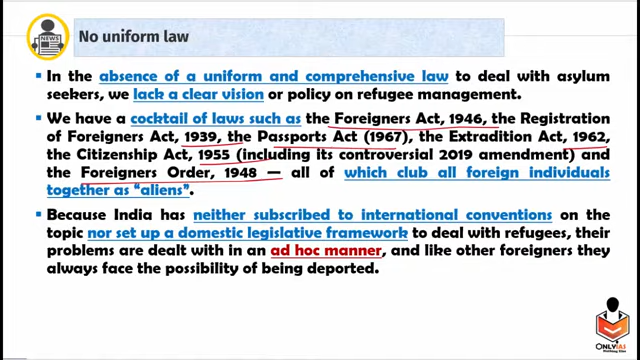 NEWS
No uniform law
▪ In the absence of a uniform and comprehensive law to deal with asylum
seekers, we lack a clear vision or policy on refugee management.
▪ We have a cocktail of laws such as the Foreigners Act, 1946, the Registration
of Foreigners Act, 1939, the Passports Act (1967), the Extradition Act, 1962,
the Citizenship Act, 1955 (including its controversial 2019 amendment) and
the Foreigners Order, 1948 — all of which club all foreign individuals
together as “aliens”.
▪ Because India has neither subscribed to international conventions on the
topic nor set up a domestic legislative framework to deal with refugees, their
problems are dealt with in an ad hoc manner, and like other foreigners they
always face the possibility of being deported.
ONLYIAS